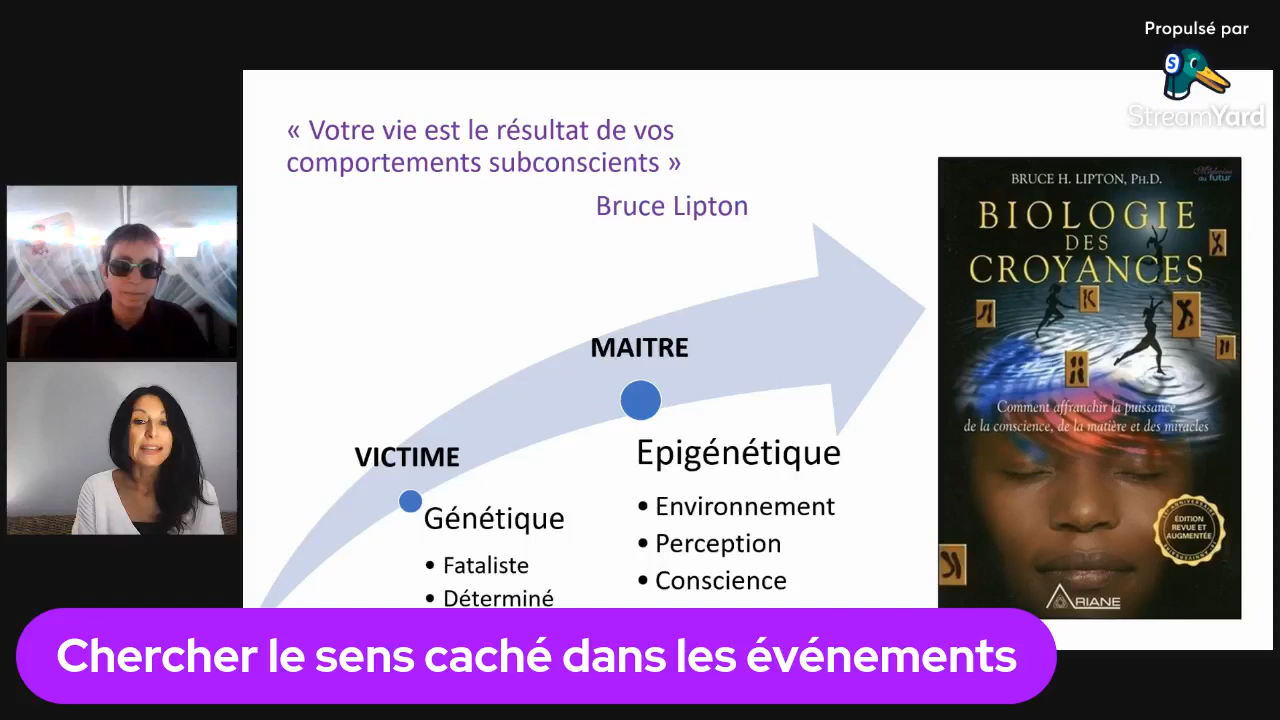 Propulsé par
StreamYard
« Votre vie est le résultat de vos
comportements subconscients »
Bruce Lipton
VICTIME
Génétique
• Fataliste
• Déterminé
MAITRE
Epigénétique
• Environnement
• Perception
• Conscience
BRUCE H. LIPTON, PH.D.
BIOLOGIE
DES
CROYANCES
Comment affranchir la puissance
de la conscience, de la matière et des miracles
ÉDITION
REVUE ET
AUGMENTÉE
ARIANE
Chercher le sens caché dans les événements